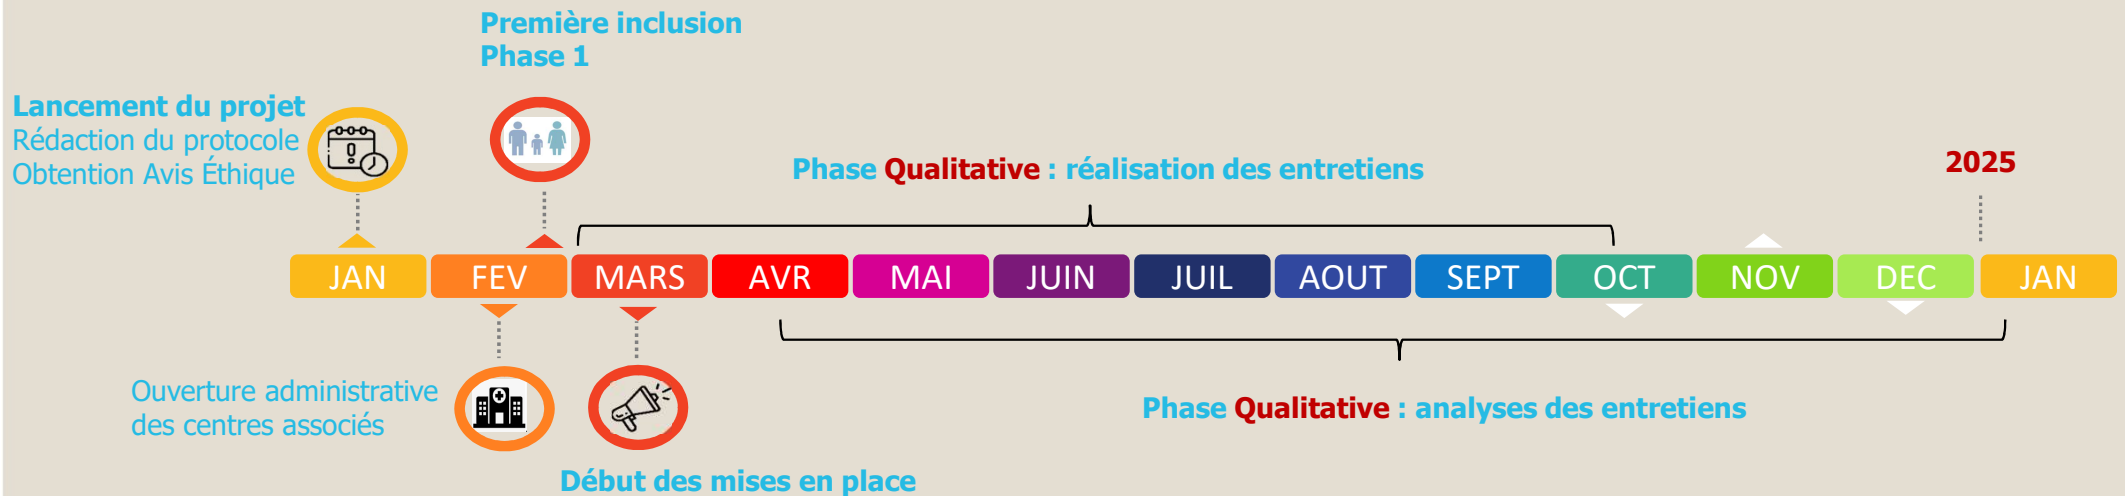 Première inclusion
Phase 1
Lancement du projet
Rédaction du protocole
Obtention Avis Éthique
Phase Qualitative : réalisation des entretiens
2025
JAN FEV MARS AVR MAI JUIN JUIL AOUT SEPT OCT NOV DEC JAN
Ouverture administrative
des centres associés
Phase Qualitative : analyses des entretiens
Début des mises en place